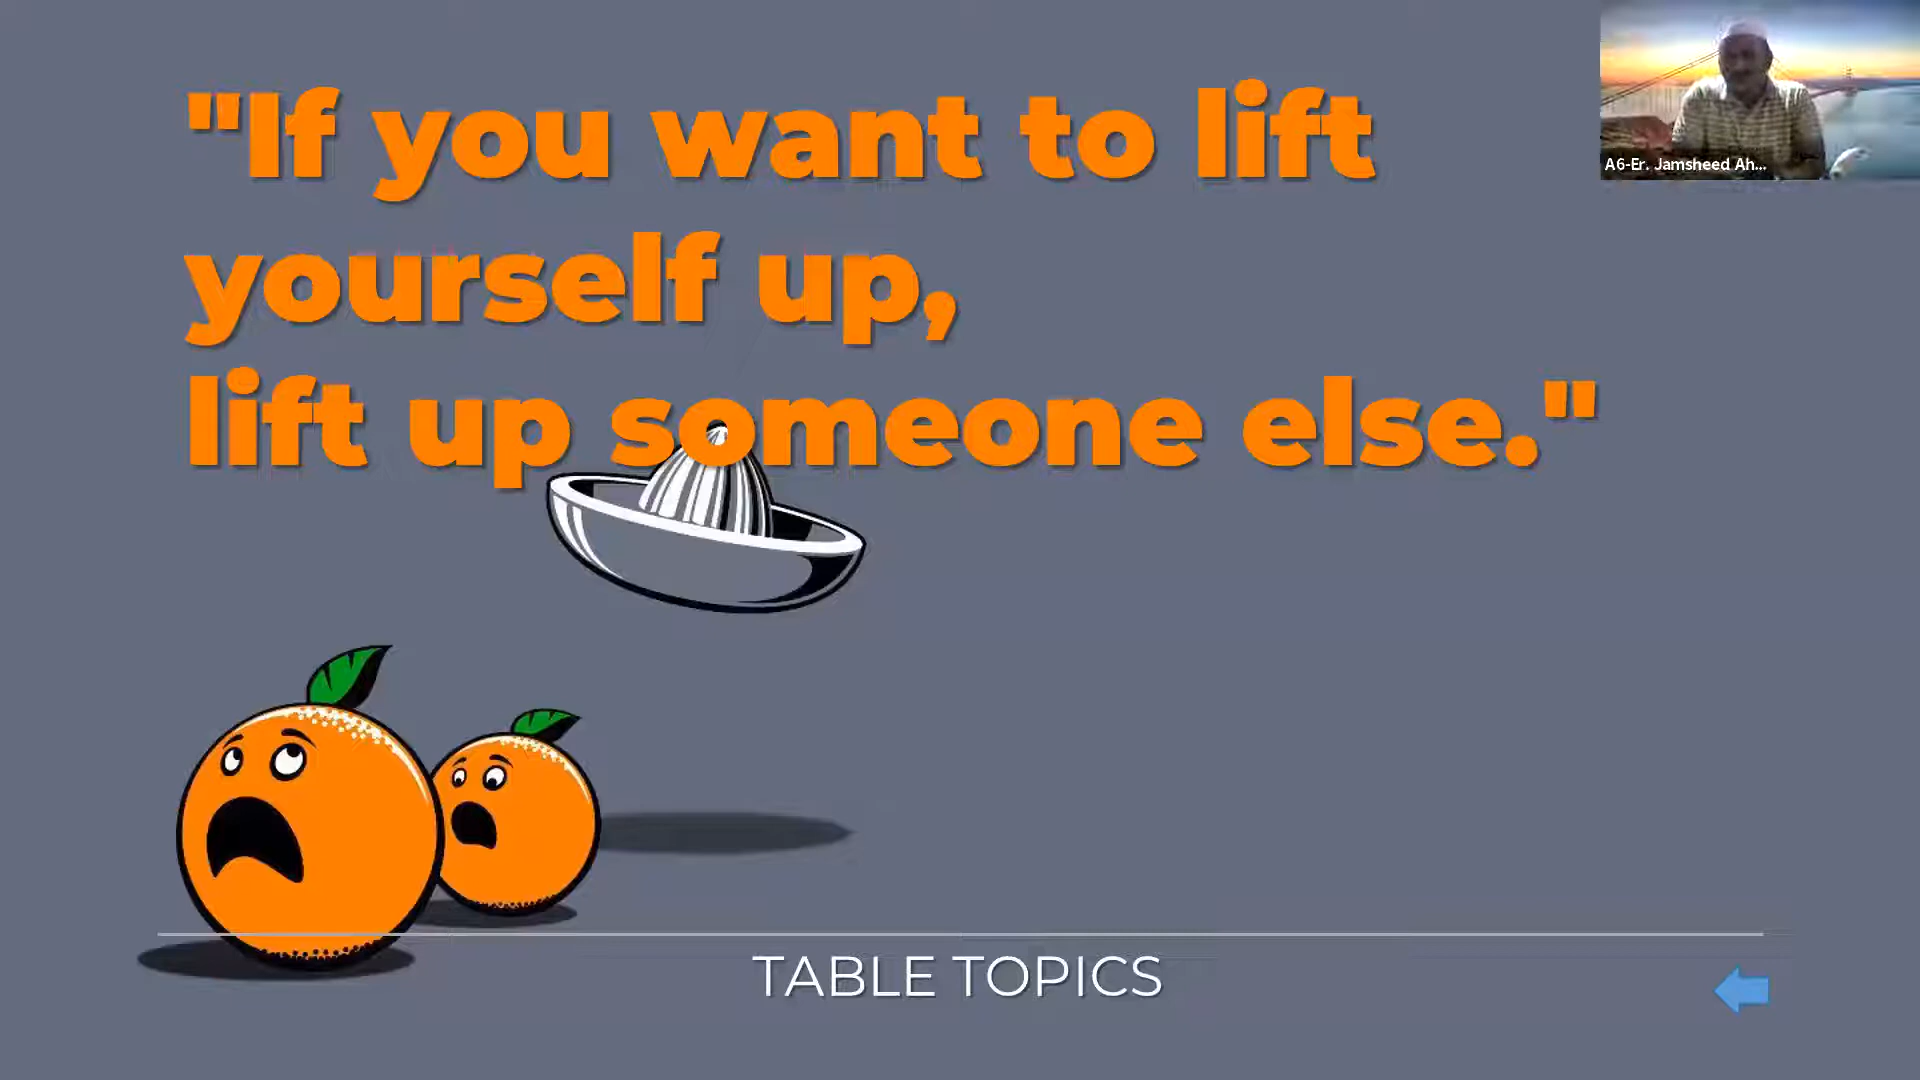 "If you want to lift
yourself up,
lift up someone else."
A6-Er. Jamsheed Ah...
TABLE TOPICS